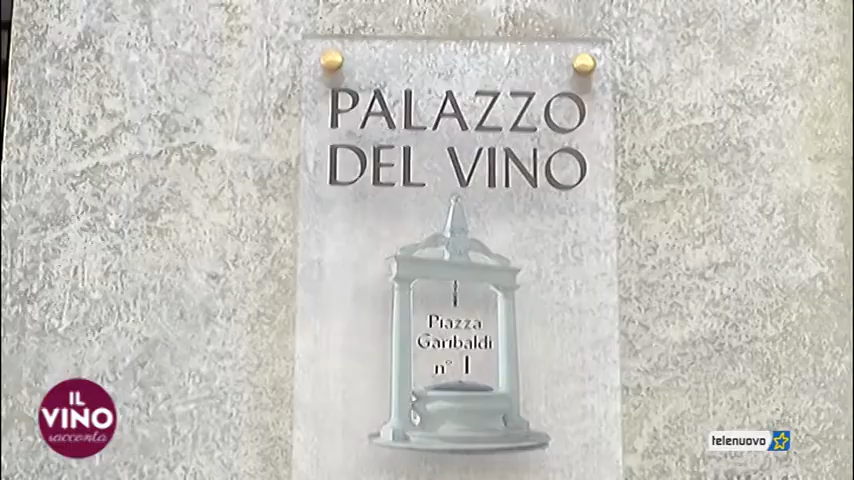 PALAZZO
DEL VINO
Piazza
Garibaldi
n° 1
IL
VINO
racconta
telenuovo